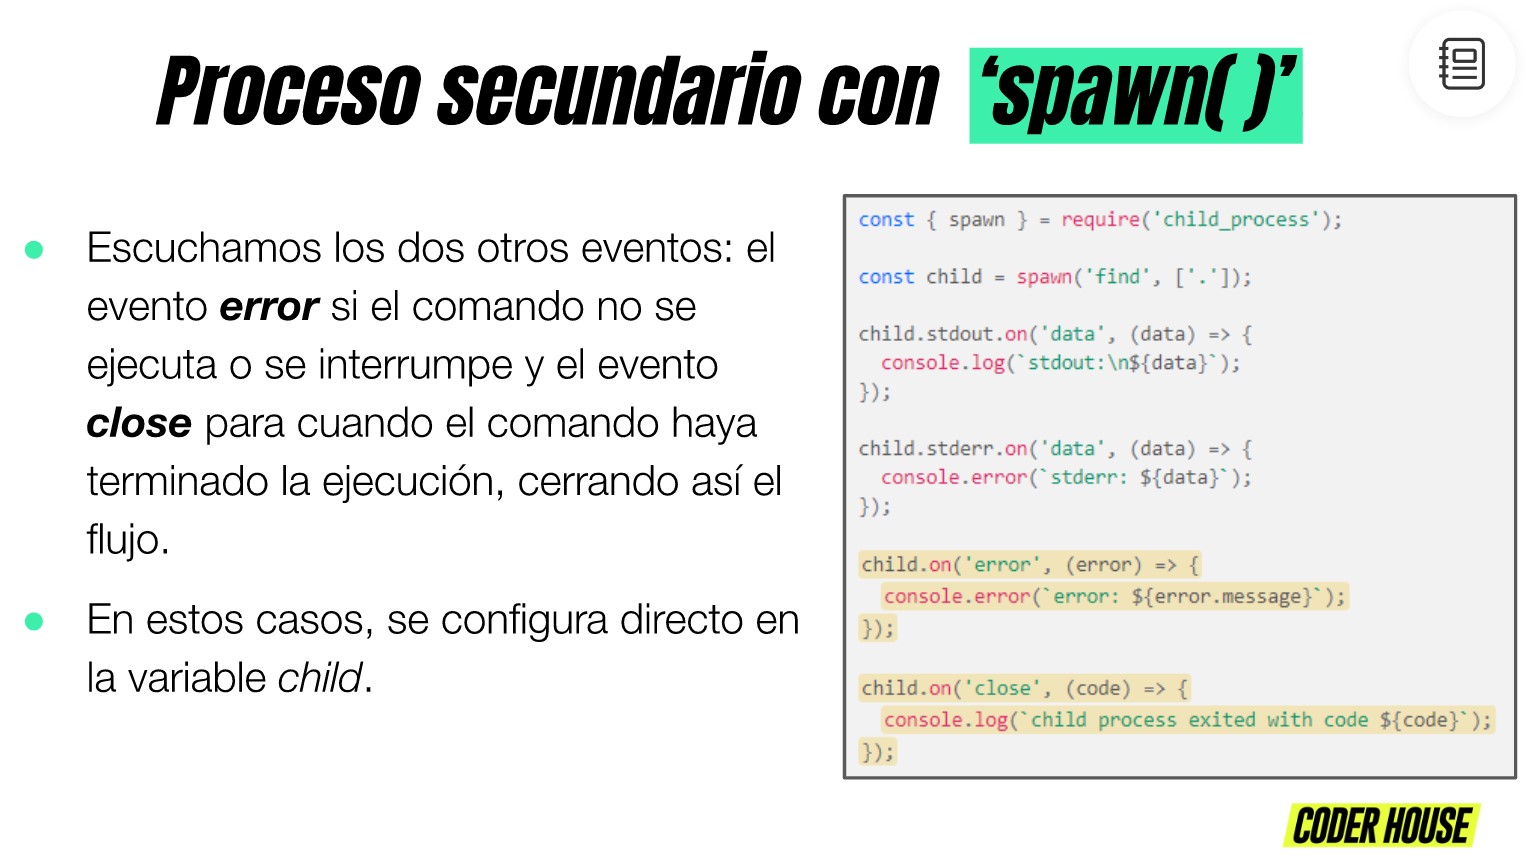 Proceso secundario con ‘spawn( )’
● Escuchamos los dos otros eventos: el
evento error si el comando no se
ejecuta o se interrumpe y el evento
close para cuando el comando haya
terminado la ejecución, cerrando así el
flujo.
● En estos casos, se configura directo en
la variable child.
const { spawn } = require('child_process');
const child = spawn('find', ['.']);
child.stdout.on('data', (data) => {
  console.log(`stdout:\n${data}`);
});
child.stderr.on('data', (data) => {
  console.error(`stderr: ${data}`);
});
child.on('error', (error) => {
  console.error(`error: ${error.message}`);
});
child.on('close', (code) => {
  console.log(`child process exited with code ${code}`);
});
CODER HOUSE